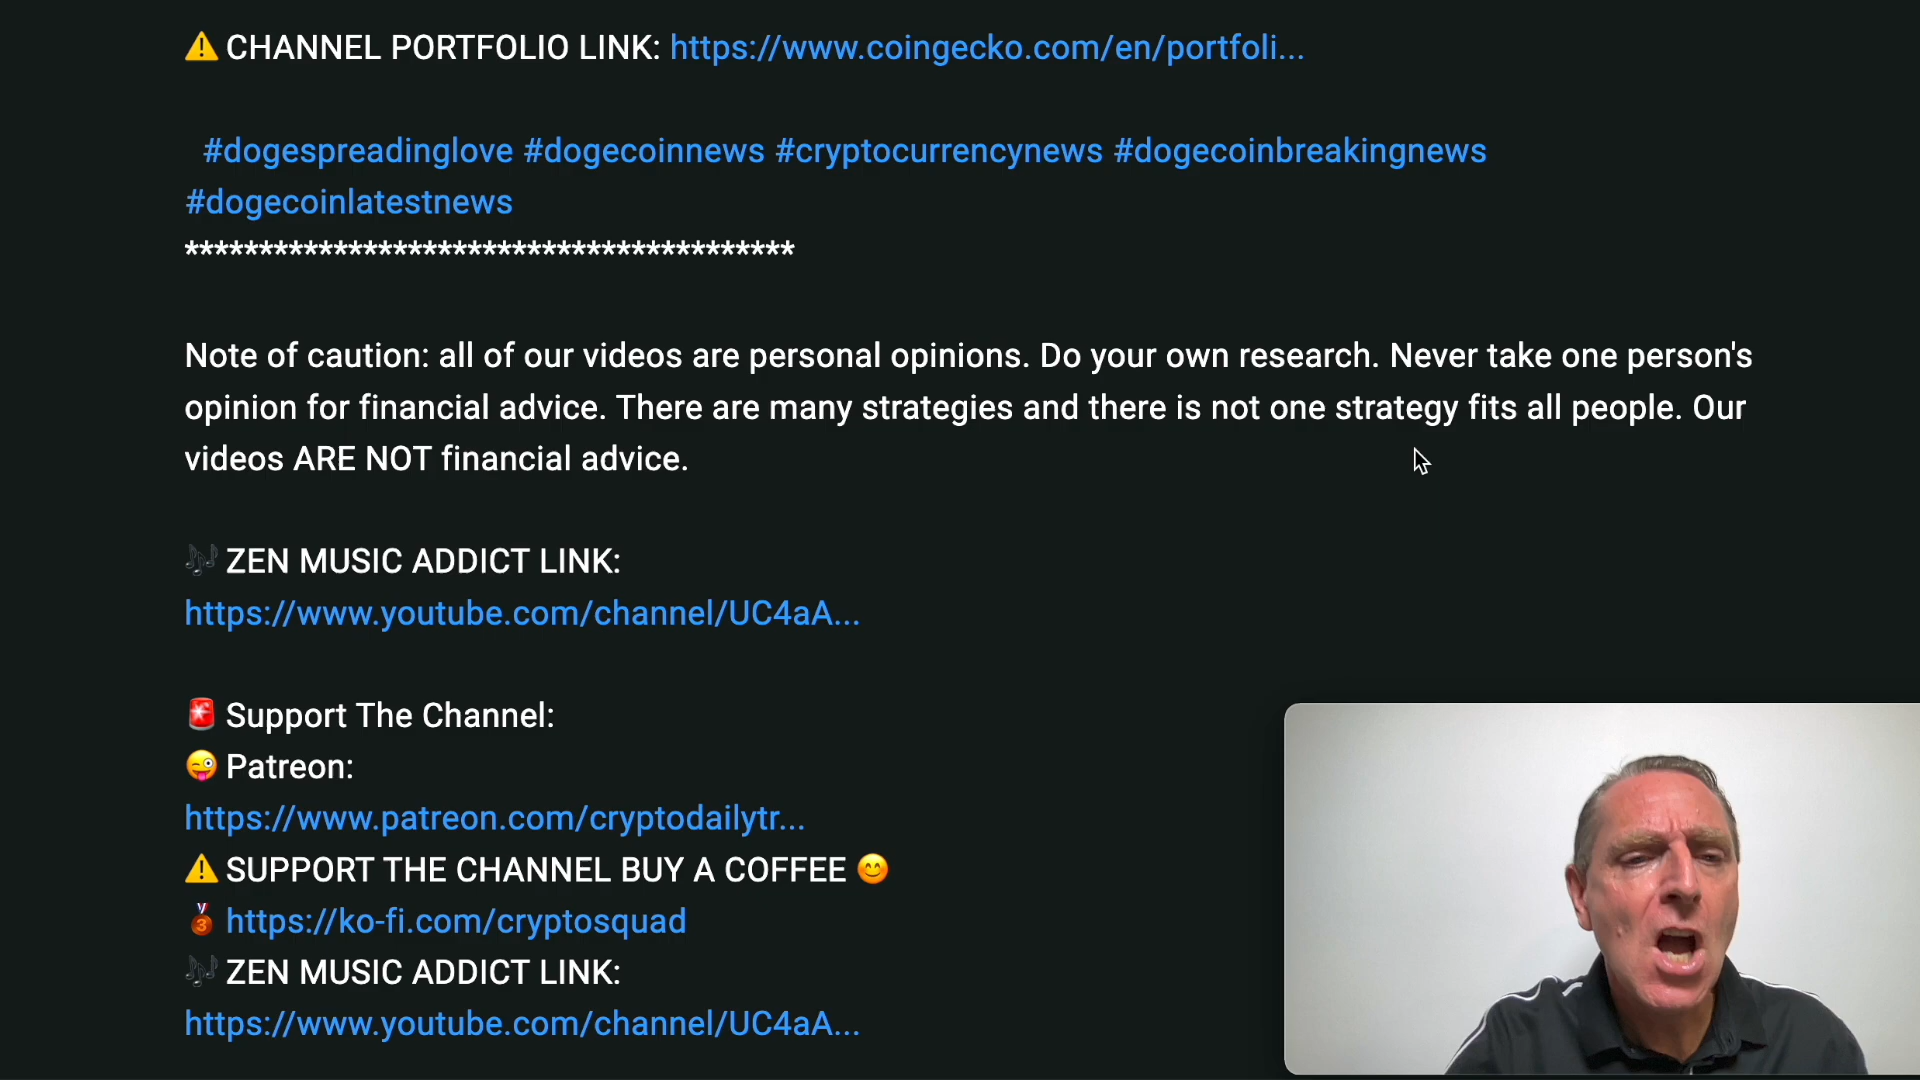 ⚠️ CHANNEL PORTFOLIO LINK: https://www.coingecko.com/en/portfoli...
#dogespreadinglove #dogecoinnews #cryptocurrencynews #dogecoinbreakingnews
#dogecoinlatestnews
*****************************************
Note of caution: all of our videos are personal opinions. Do your own research. Never take one person's
opinion for financial advice. There are many strategies and there is not one strategy fits all people. Our
videos ARE NOT financial advice.
🎶 ZEN MUSIC ADDICT LINK:
https://www.youtube.com/channel/UC4aA...
🚨 Support The Channel:
😜 Patreon:
https://www.patreon.com/cryptodailytr...
⚠️ SUPPORT THE CHANNEL BUY A COFFEE 😊
🥉 https://ko-fi.com/cryptosquad
🎶 ZEN MUSIC ADDICT LINK:
https://www.youtube.com/channel/UC4aA...